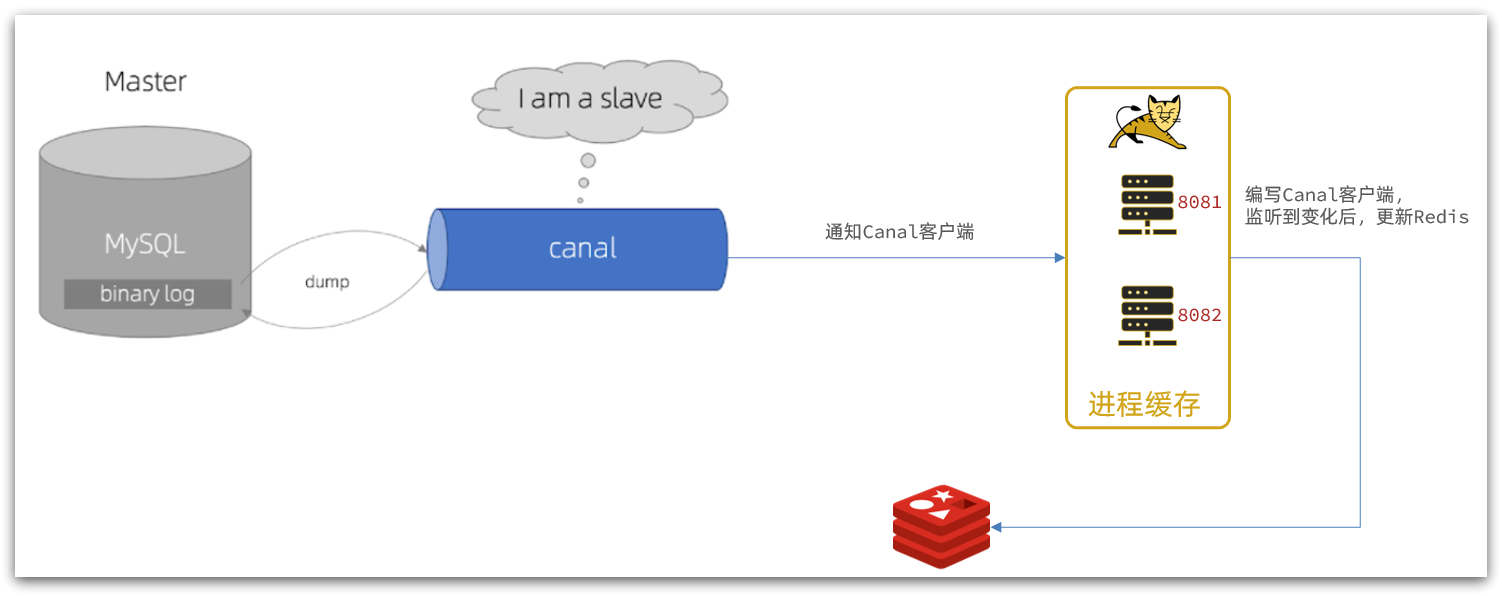 Master
I am a slave
MySQL
binary log
dump
canal
通知Canal客户端
8081
8082
进程缓存
编写Canal客户端，
监听到变化后，更新Redis